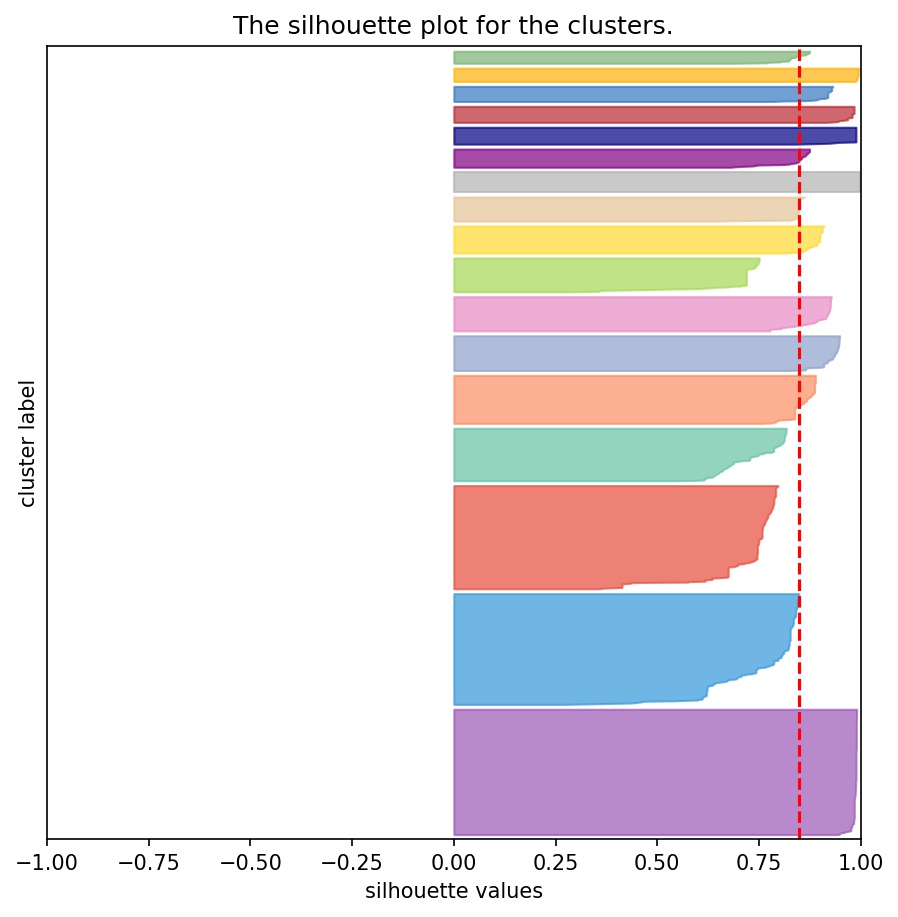 The silhouette plot for the clusters.
cluster label
−1.00 −0.75 −0.50 −0.25 0.00 0.25 0.50 0.75 1.00
silhouette values